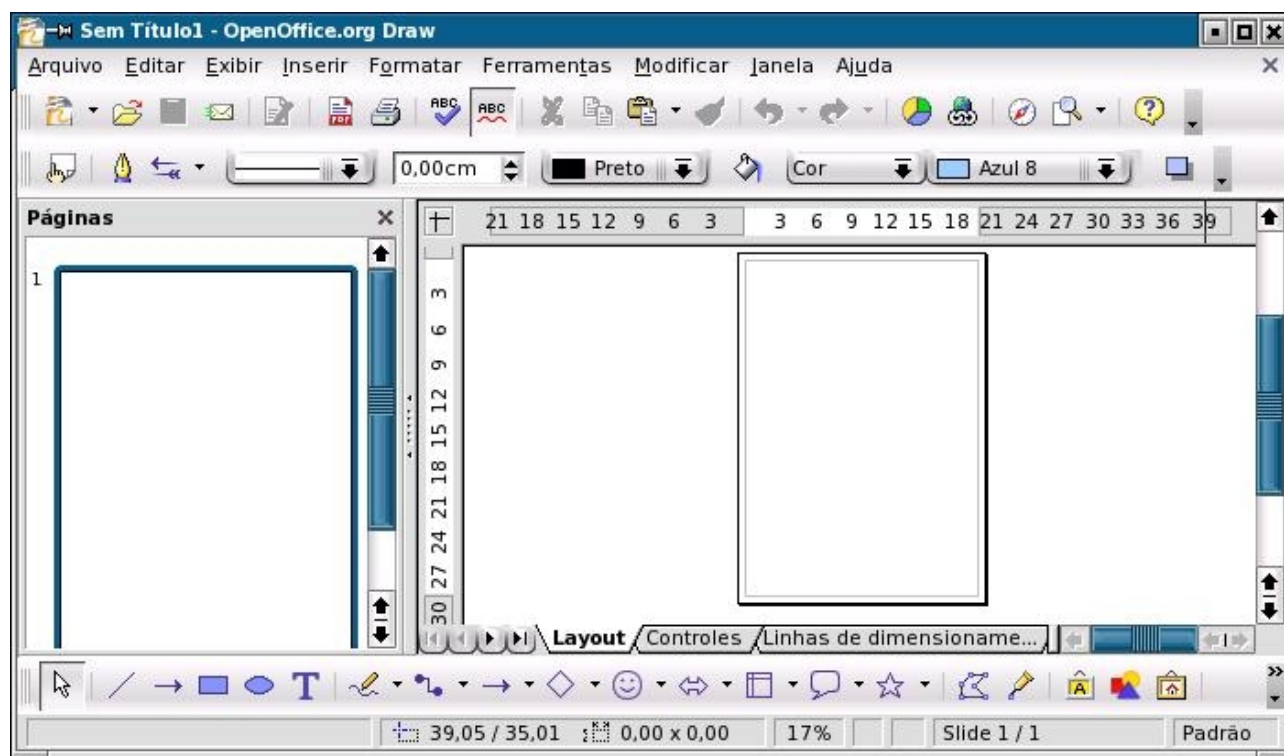 Sem Título1 - OpenOffice.org Draw
Arquivo Editar Exibir Inserir Formatar Ferramentas Modificar Janela Ajuda
PDF ABC ABC
0,00cm Preto Cor Azul 8
Páginas
21 18 15 12 9 6 3 3 6 9 12 15 18 21 24 27 30 33 36 39
1
3
6
9
12
15
18
21
24
27
30
Layout Controles Linhas de dimensioname...
T A
39,05 / 35,01 0,00 x 0,00 17% Slide 1 / 1 Padrão